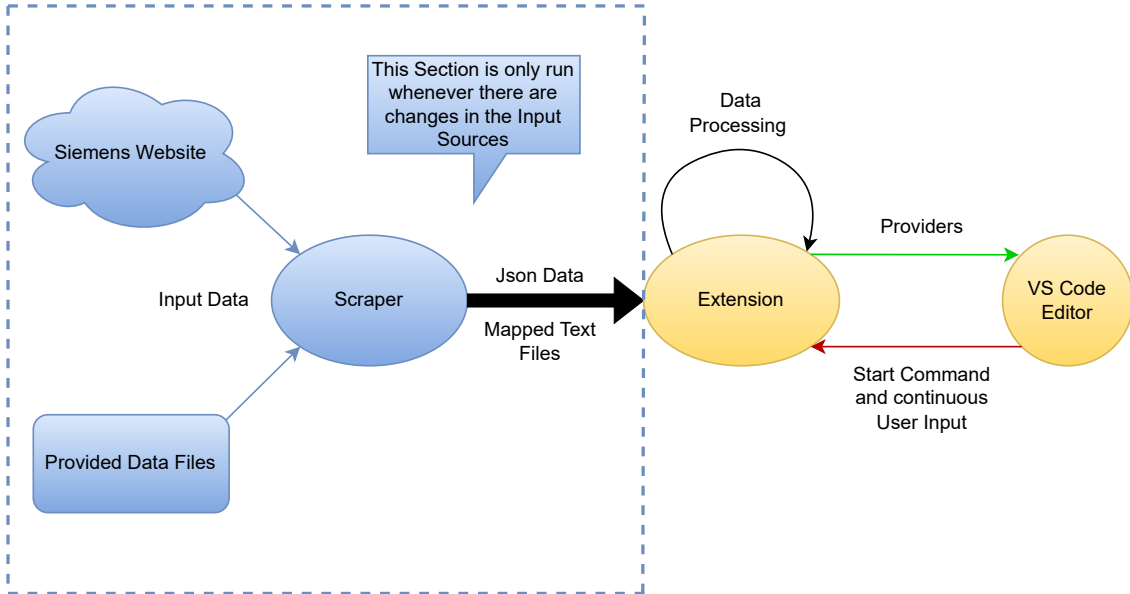 This Section is only run
whenever there are
changes in the Input
Sources
Siemens Website
Data
Processing
Providers
Input Data
Scraper
Json Data
Mapped Text
Files
Extension
VS Code
Editor
Start Command
and continuous
User Input
Provided Data Files